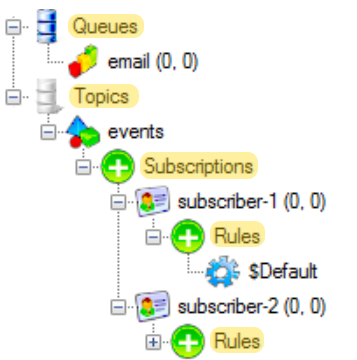 Queues
email (0, 0)
Topics
events
Subscriptions
subscriber-1 (0, 0)
Rules
$Default
subscriber-2 (0, 0)
Rules